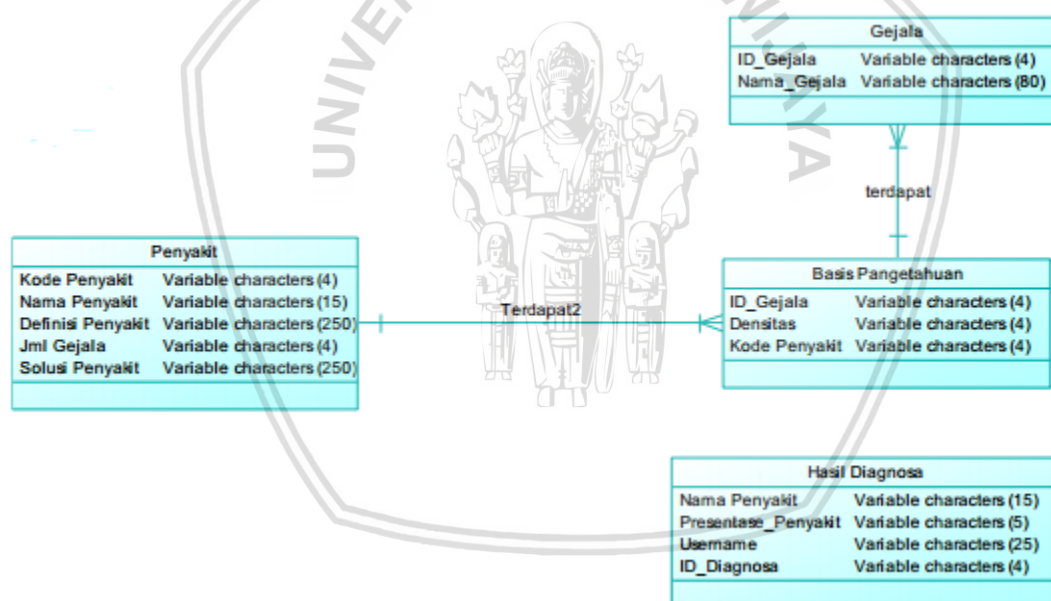 UNIVE
WIJAYA
Gejala
ID_Gejala Variable characters (4)
Nama_Gejala Variable characters (80)
terdapat
Penyakit
Kode Penyakit Variable characters (4)
Nama Penyakit Variable characters (15)
Definisi Penyakit Variable characters (250)
Jml Gejala Variable characters (4)
Solusi Penyakit Variable characters (250)
Terdapat2
Basis Pangetahuan
ID_Gejala Variable characters (4)
Densitas Variable characters (4)
Kode Penyakit Variable characters (4)
Hasil Diagnosa
Nama Penyakit Variable characters (15)
Presentase_Penyakit Variable characters (5)
Username Variable characters (25)
ID_Diagnosa Variable characters (4)